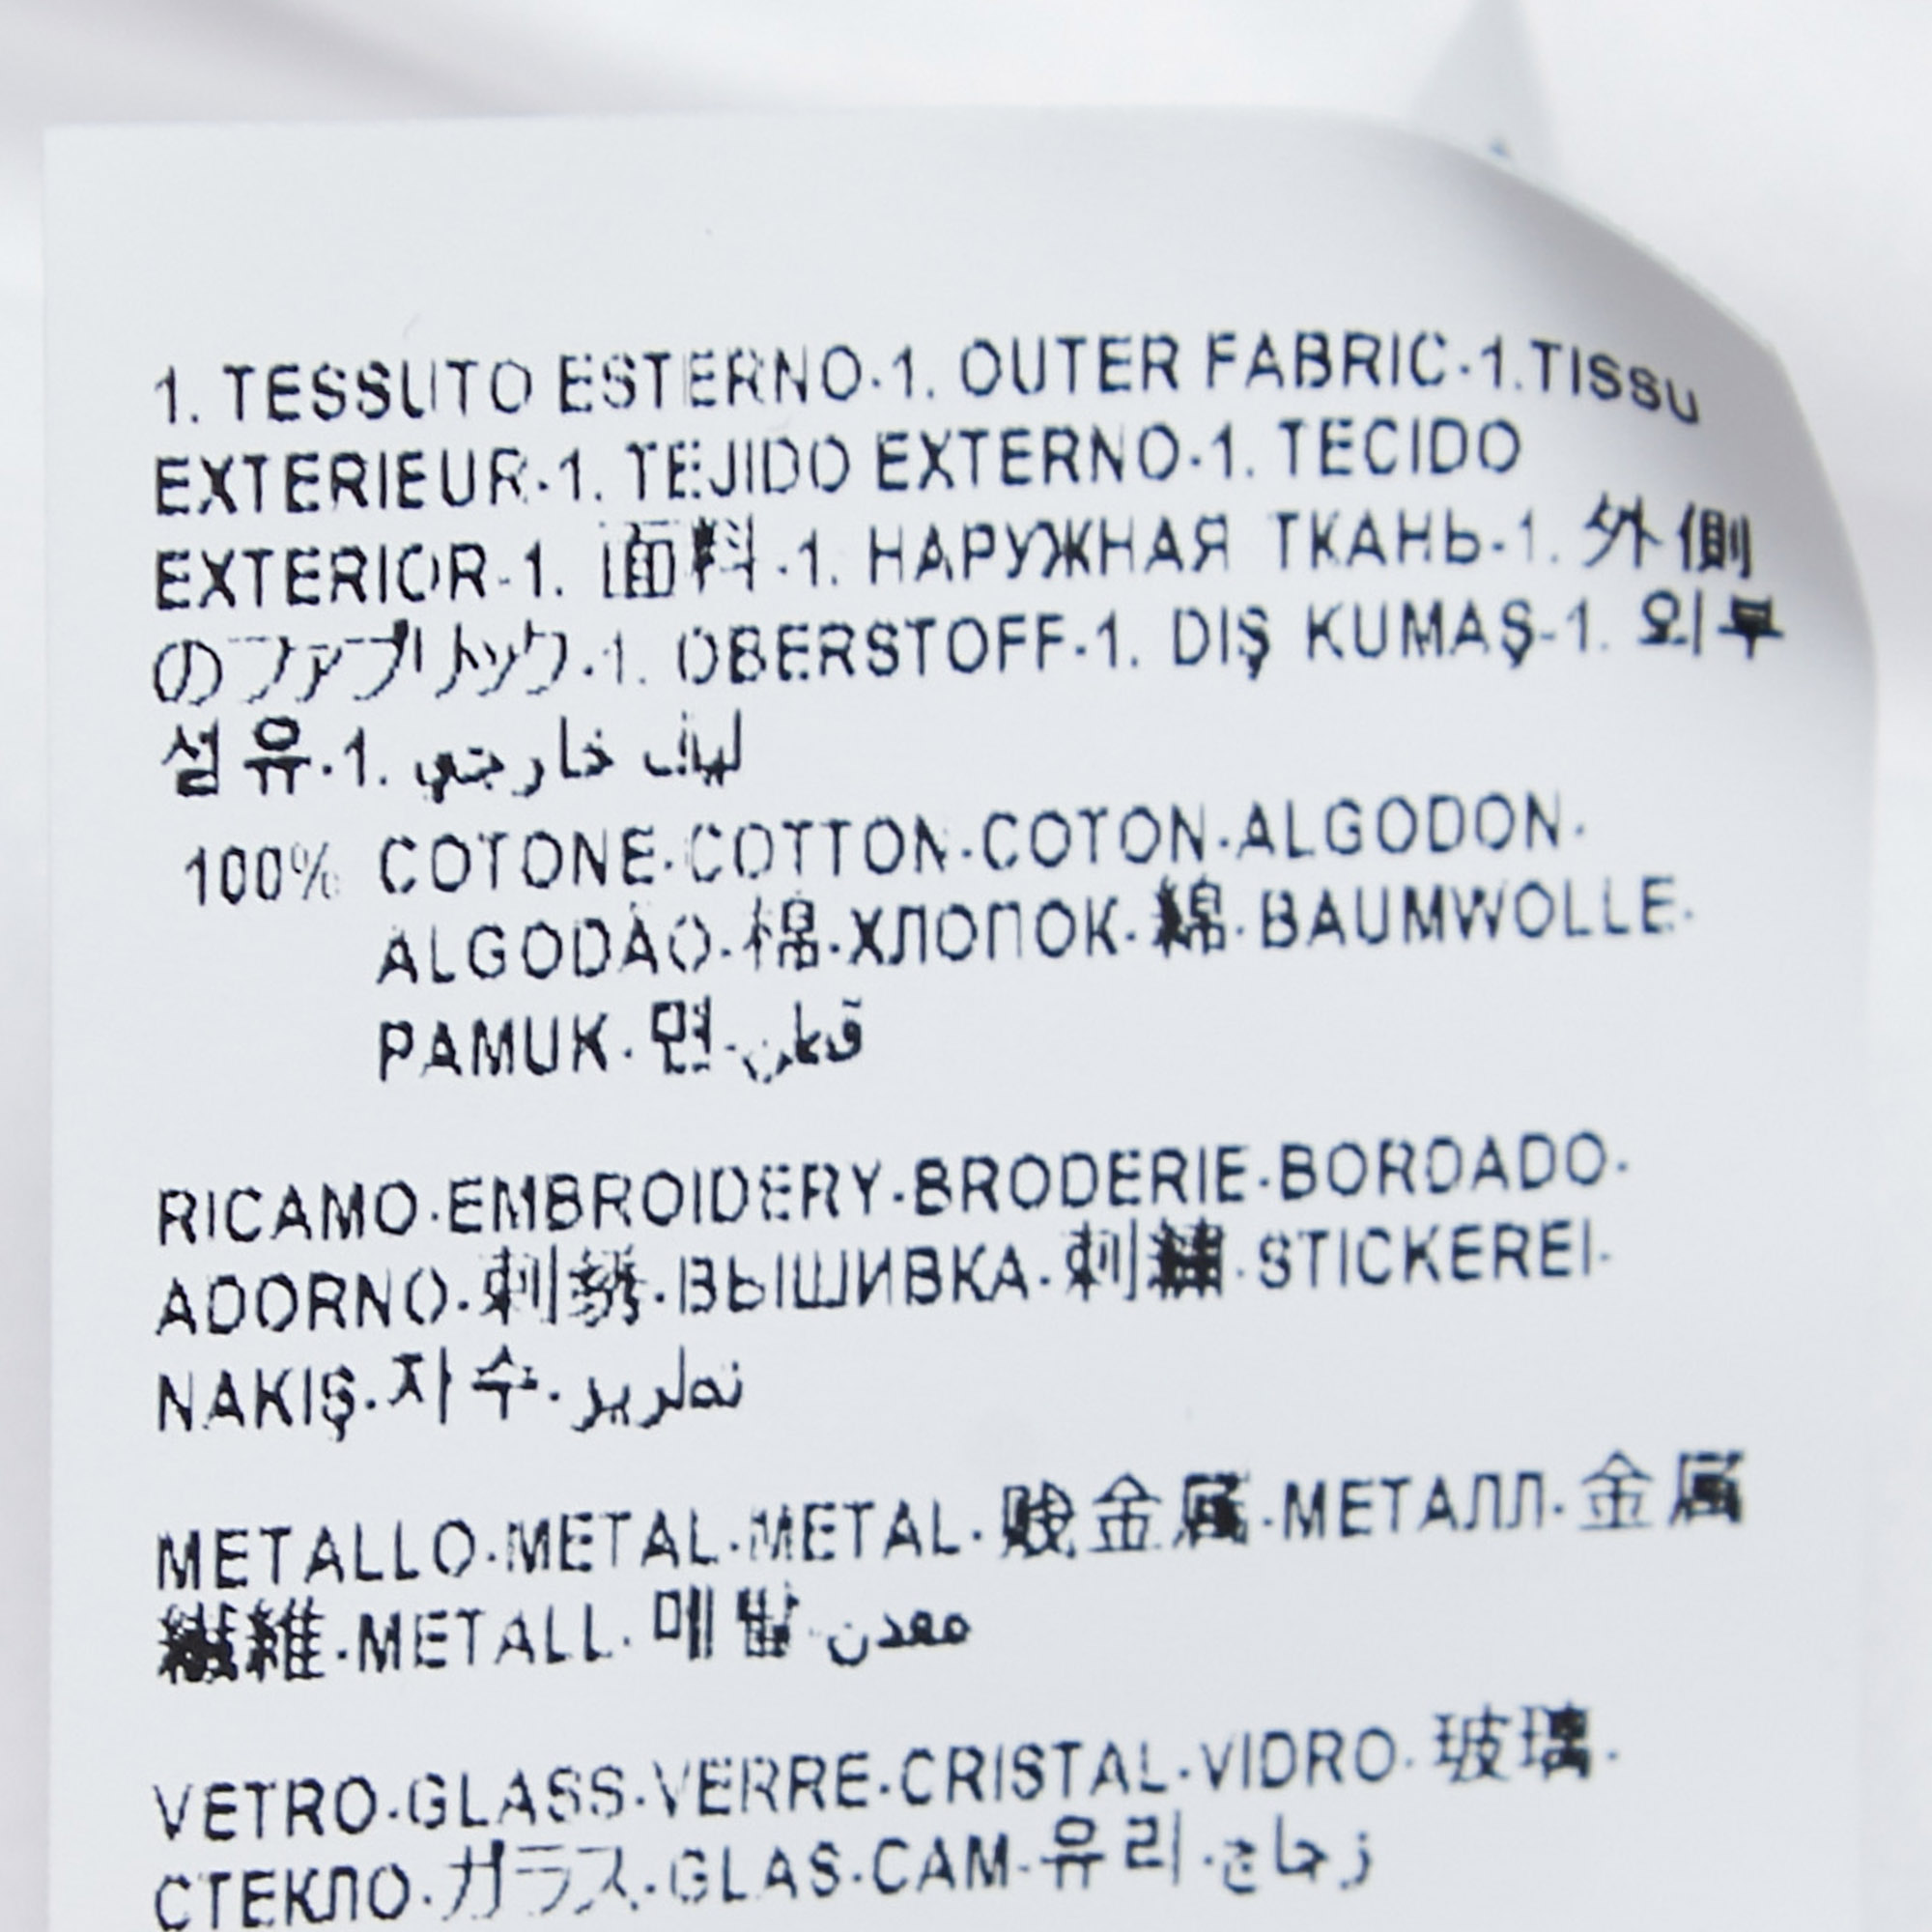 1. TESSUTO ESTERNO·1. OUTER FABRIC·1.TISSU
EXTERIEUR·1. TEJIDO EXTERNO·1. TECIDO
EXTERIOR·1. 面料·1. НАРУЖНАЯ ТКАНЬ·1. 外側
のファブリック·1. OBERSTOFF·1. DIŞ KUMAŞ·1. 외부
섬유·1. ليف خارجي
100% COTONE·COTTON·COTON·ALGODON·
ALGODÃO·棉·ХЛОПОК·綿·BAUMWOLLE·
PAMUK·면·قطن
RICAMO·EMBROIDERY·BRODERIE·BORDADO·
ADORNO·刺绣·ВЫШИВКА·刺繍·STICKEREI·
NAKIŞ·자수·تطريز
METALLO·METAL·METAL·贱金属·МЕТАЛЛ·金属
繊維·METALL·메탈·معدن
VETRO·GLASS·VERRE·CRISTAL·VIDRO·玻璃·
СТЕКЛО·ガラス·GLAS·CAM·유리·زجاج